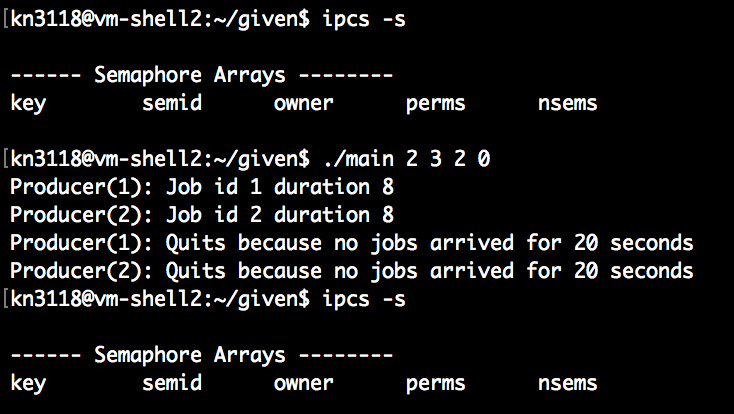 [kn3118@vm-shell2:~/given$ ipcs -s
------ Semaphore Arrays --------
key        semid      owner      perms      nsems
[kn3118@vm-shell2:~/given$ ./main 2 3 2 0
Producer(1): Job id 1 duration 8
Producer(2): Job id 2 duration 8
Producer(1): Quits because no jobs arrived for 20 seconds
Producer(2): Quits because no jobs arrived for 20 seconds
[kn3118@vm-shell2:~/given$ ipcs -s
------ Semaphore Arrays --------
key        semid      owner      perms      nsems